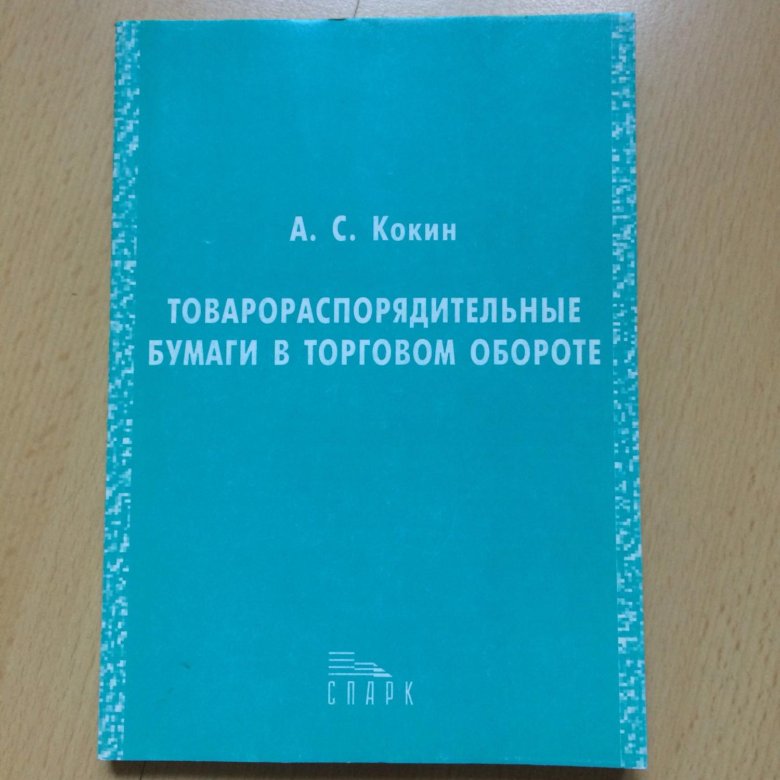 А. С. Кокин
ТОВАРОРАСПОРЯДИТЕЛЬНЫЕ
БУМАГИ В ТОРГОВОМ ОБОРОТЕ
СПАРК